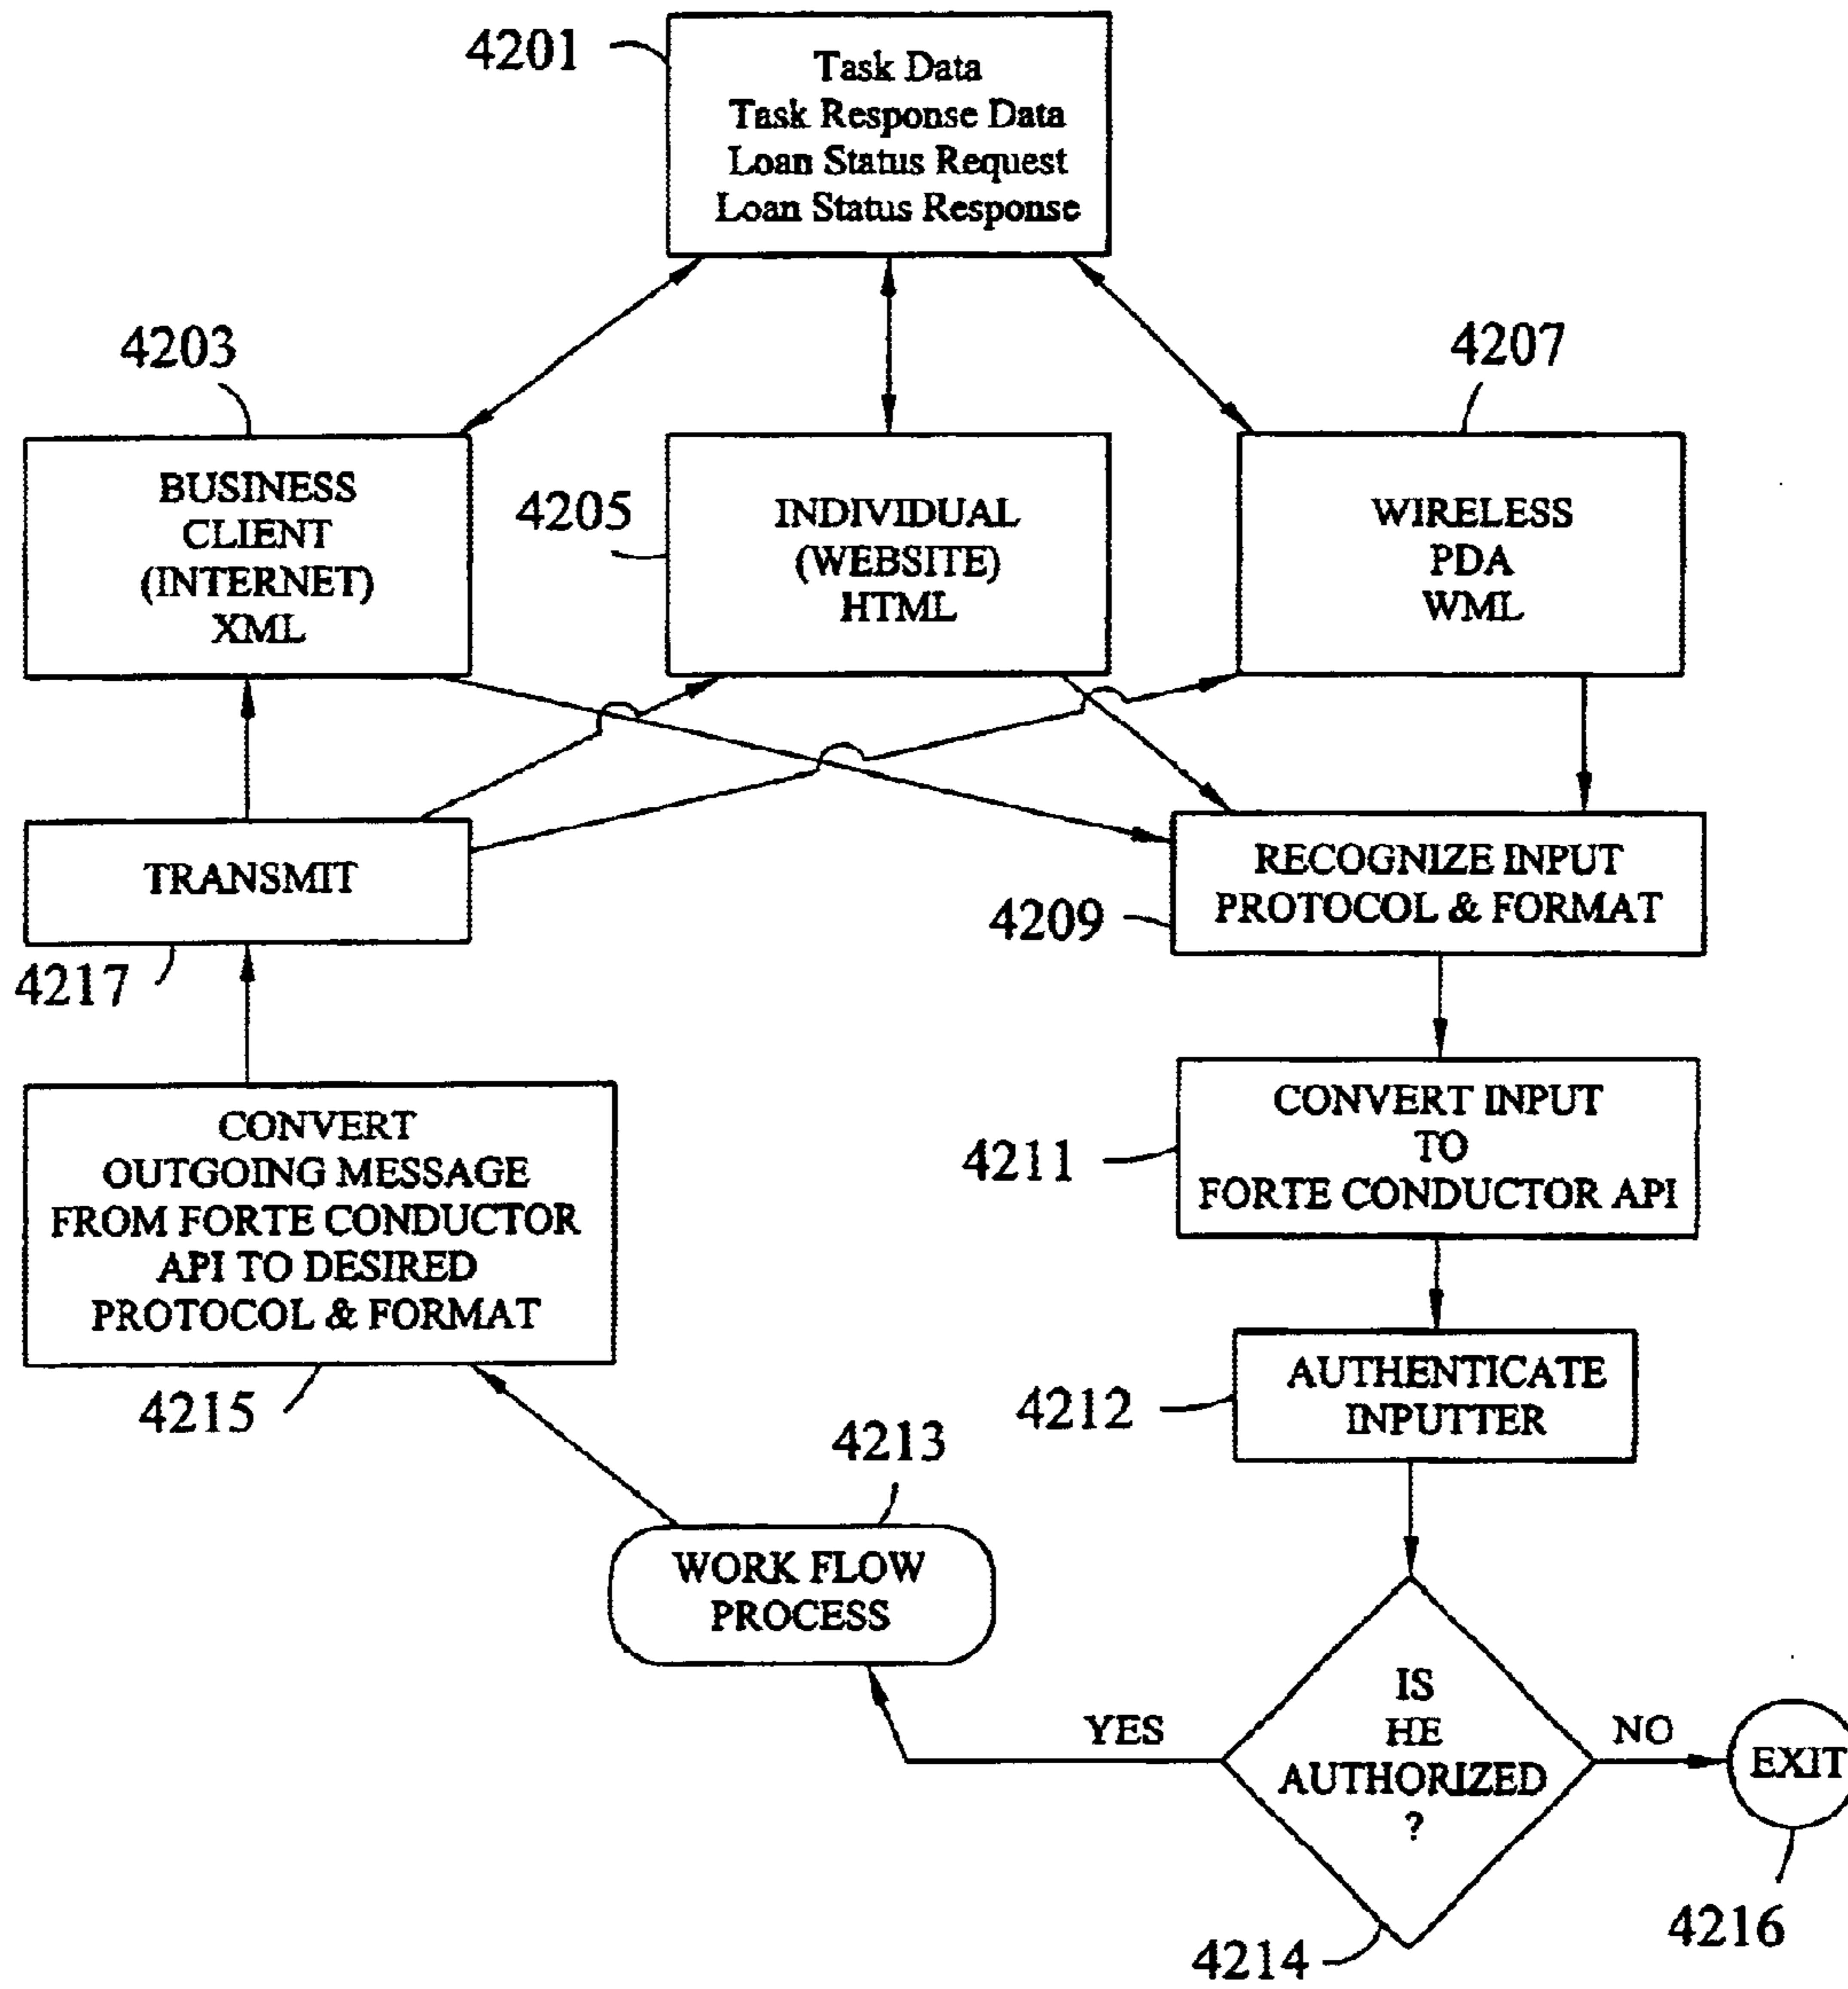 4201
Task Data
Task Response Data
Loan Status Request
Loan Status Response
4203
4207
BUSINESS
CLIENT
(INTERNET)
XML
4205
INDIVIDUAL
(WEBSITE)
HTML
WIRELESS
PDA
WML
TRANSMIT
4217
RECOGNIZE INPUT
PROTOCOL & FORMAT
4209
CONVERT
OUTGOING MESSAGE
FROM FORTE CONDUCTOR
API TO DESIRED
PROTOCOL & FORMAT
4215
CONVERT INPUT
TO
FORTE CONDUCTOR API
4211
AUTHENTICATE
INPUTTER
4212
4213
WORK FLOW
PROCESS
YES
IS
HE
AUTHORIZED
?
NO
EXIT
4214
4216